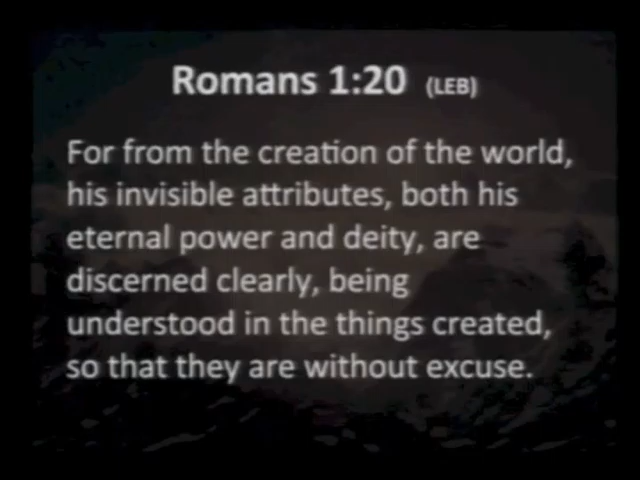 Romans 1:20 (LEB)
For from the creation of the world,
his invisible attributes, both his
eternal power and deity, are
discerned clearly, being
understood in the things created,
so that they are without excuse.